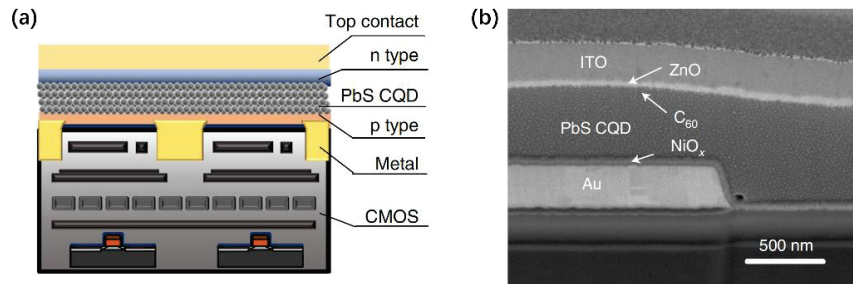 (a)
Top contact
n type
PbS CQD
p type
Metal
CMOS
(b)
ITO
ZnO
C₆₀
PbS CQD
NiOₓ
Au
500 nm